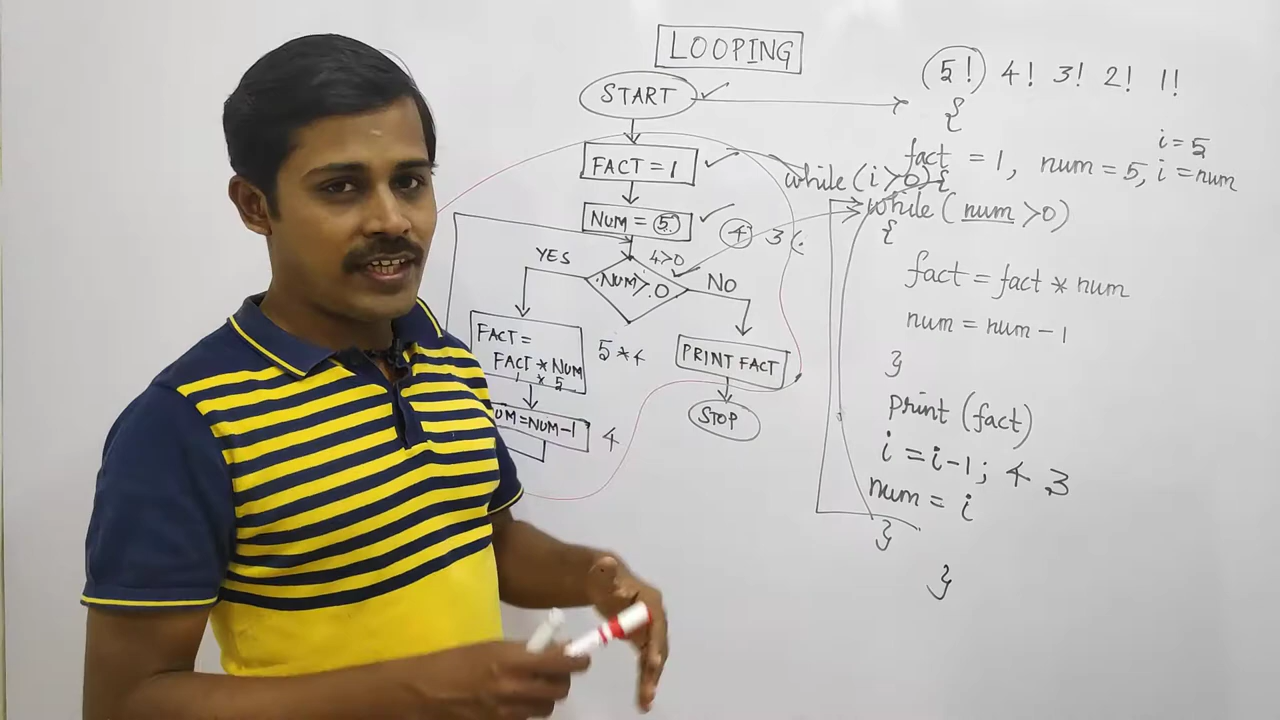 LOOPING
START
FACT = 1
NUM = 5
4 3
4>0
YES
NUM > 0
NO
FACT =
FACT * NUM
1 * 5
5 * 4
NUM = NUM - 1
4
PRINT FACT
STOP
5! 4! 3! 2! 1!
{
i = 5
fact = 1, num = 5, i = num
while (i > 0) {
while ( num > 0 )
{
fact = fact * num
num = num - 1
}
print (fact)
i = i - 1; 4 3
num = i
}
}